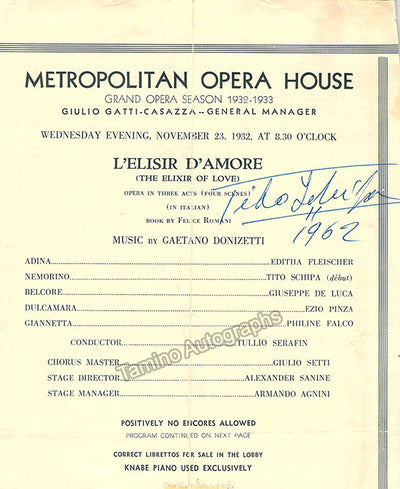 METROPOLITAN OPERA HOUSE
GRAND OPERA SEASON 1932-1933
GIULIO GATTI-CASAZZA--GENERAL MANAGER
WEDNESDAY EVENING, NOVEMBER 23, 1932, AT 8.30 O'CLOCK
L'ELISIR D'AMORE
(THE ELIXIR OF LOVE)
OPERA IN THREE ACTS (FOUR SCENES)
(IN ITALIAN)
BOOK BY FELICE ROMANI
Tito Schipa
1962
MUSIC BY GAETANO DONIZETTI
ADINA EDITHA FLEISCHER
NEMORINO TITO SCHIPA (début)
BELCORE GIUSEPPE DE LUCA
DULCAMARA EZIO PINZA
GIANNETTA PHILINE FALCO
CONDUCTOR TULLIO SERAFIN
CHORUS MASTER GIULIO SETTI
STAGE DIRECTOR ALEXANDER SANINE
STAGE MANAGER ARMANDO AGNINI
Tamino Autographs
POSITIVELY NO ENCORES ALLOWED
PROGRAM CONTINUED ON NEXT PAGE
CORRECT LIBRETTOS FOR SALE IN THE LOBBY
KNABE PIANO USED EXCLUSIVELY